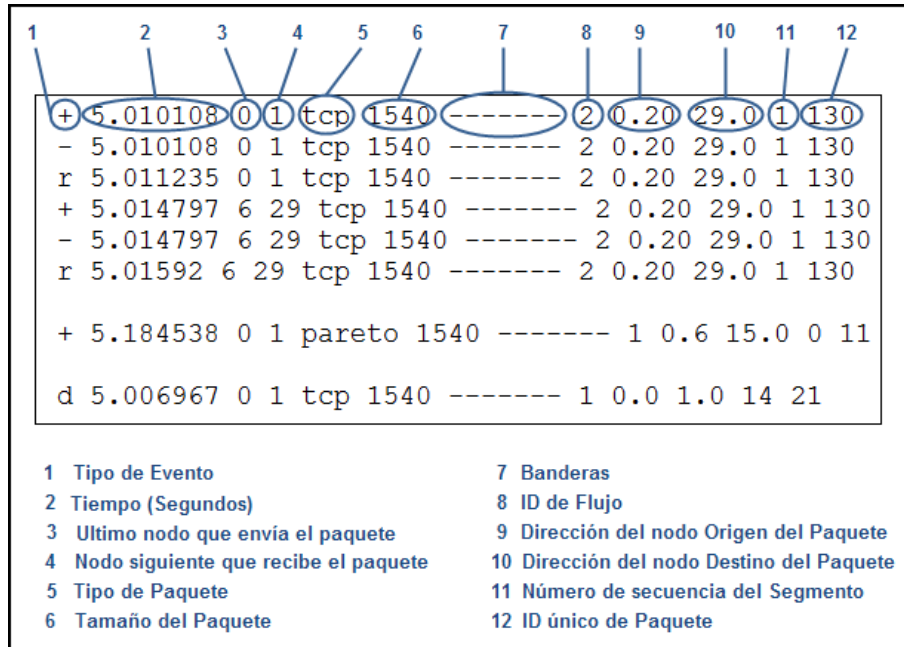 1 2 3 4 5 6 7 8 9 10 11 12
+ 5.010108 0 1 tcp 1540 ------- 2 0.20 29.0 1 130
- 5.010108 0 1 tcp 1540 ------- 2 0.20 29.0 1 130
r 5.011235 0 1 tcp 1540 ------- 2 0.20 29.0 1 130
+ 5.014797 6 29 tcp 1540 ------- 2 0.20 29.0 1 130
- 5.014797 6 29 tcp 1540 ------- 2 0.20 29.0 1 130
r 5.01592 6 29 tcp 1540 ------- 2 0.20 29.0 1 130
+ 5.184538 0 1 pareto 1540 ------- 1 0.6 15.0 0 11
d 5.006967 0 1 tcp 1540 ------- 1 0.0 1.0 14 21
1 Tipo de Evento
2 Tiempo (Segundos)
3 Ultimo nodo que envía el paquete
4 Nodo siguiente que recibe el paquete
5 Tipo de Paquete
6 Tamaño del Paquete
7 Banderas
8 ID de Flujo
9 Dirección del nodo Origen del Paquete
10 Dirección del nodo Destino del Paquete
11 Número de secuencia del Segmento
12 ID único de Paquete